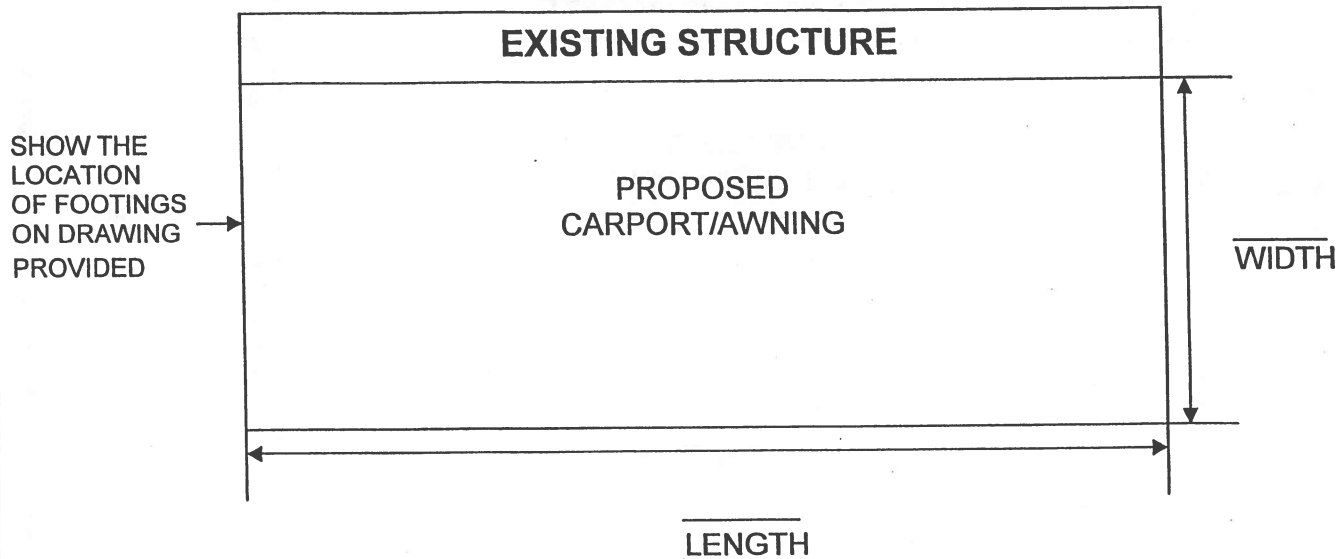 EXISTING STRUCTURE
SHOW THE
LOCATION
OF FOOTINGS
ON DRAWING
PROVIDED
PROPOSED
CARPORT/AWNING
WIDTH
LENGTH